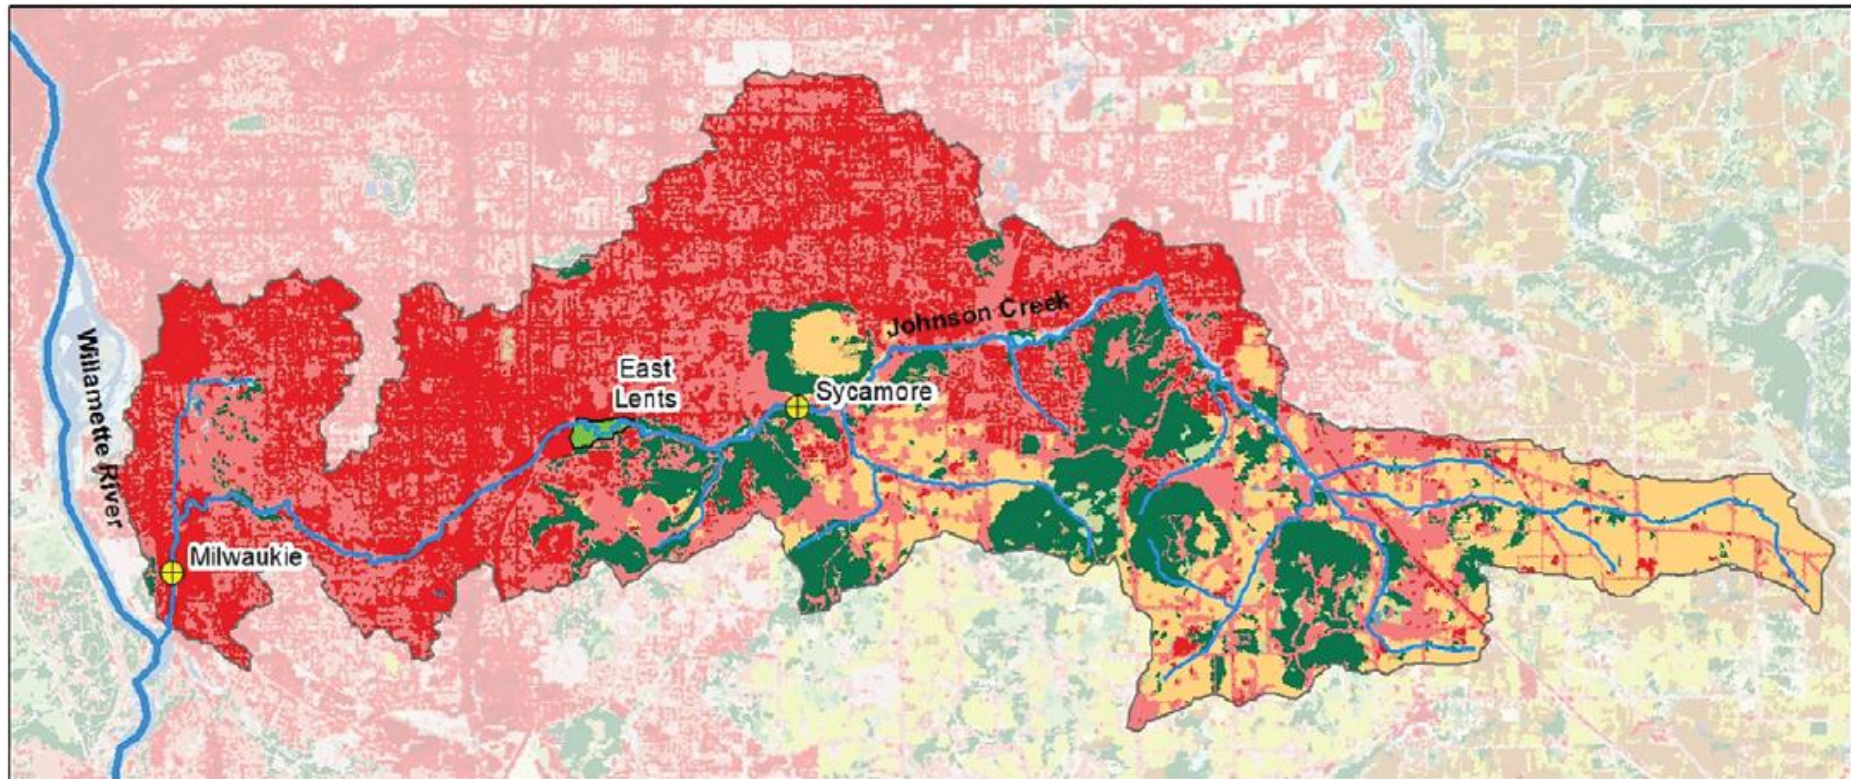 Johnson Creek
East
Lents
Sycamore
Willamette River
Milwaukie